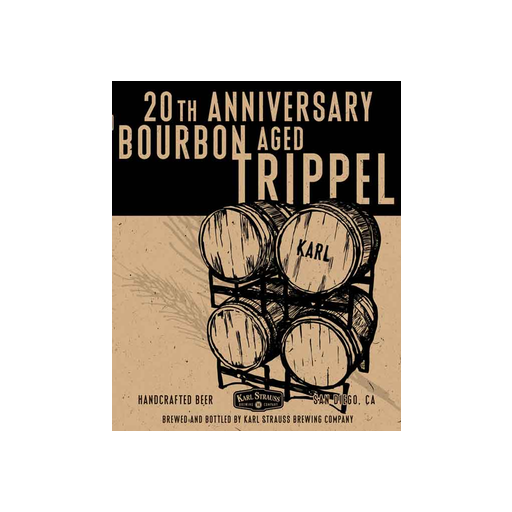 20TH ANNIVERSARY
BOURBON AGED
TRIPPEL
KARL
HANDCRAFTED BEER
KARL STRAUSS
BREWING COMPANY
SAN DIEGO, CA
BREWED AND BOTTLED BY KARL STRAUSS BREWING COMPANY